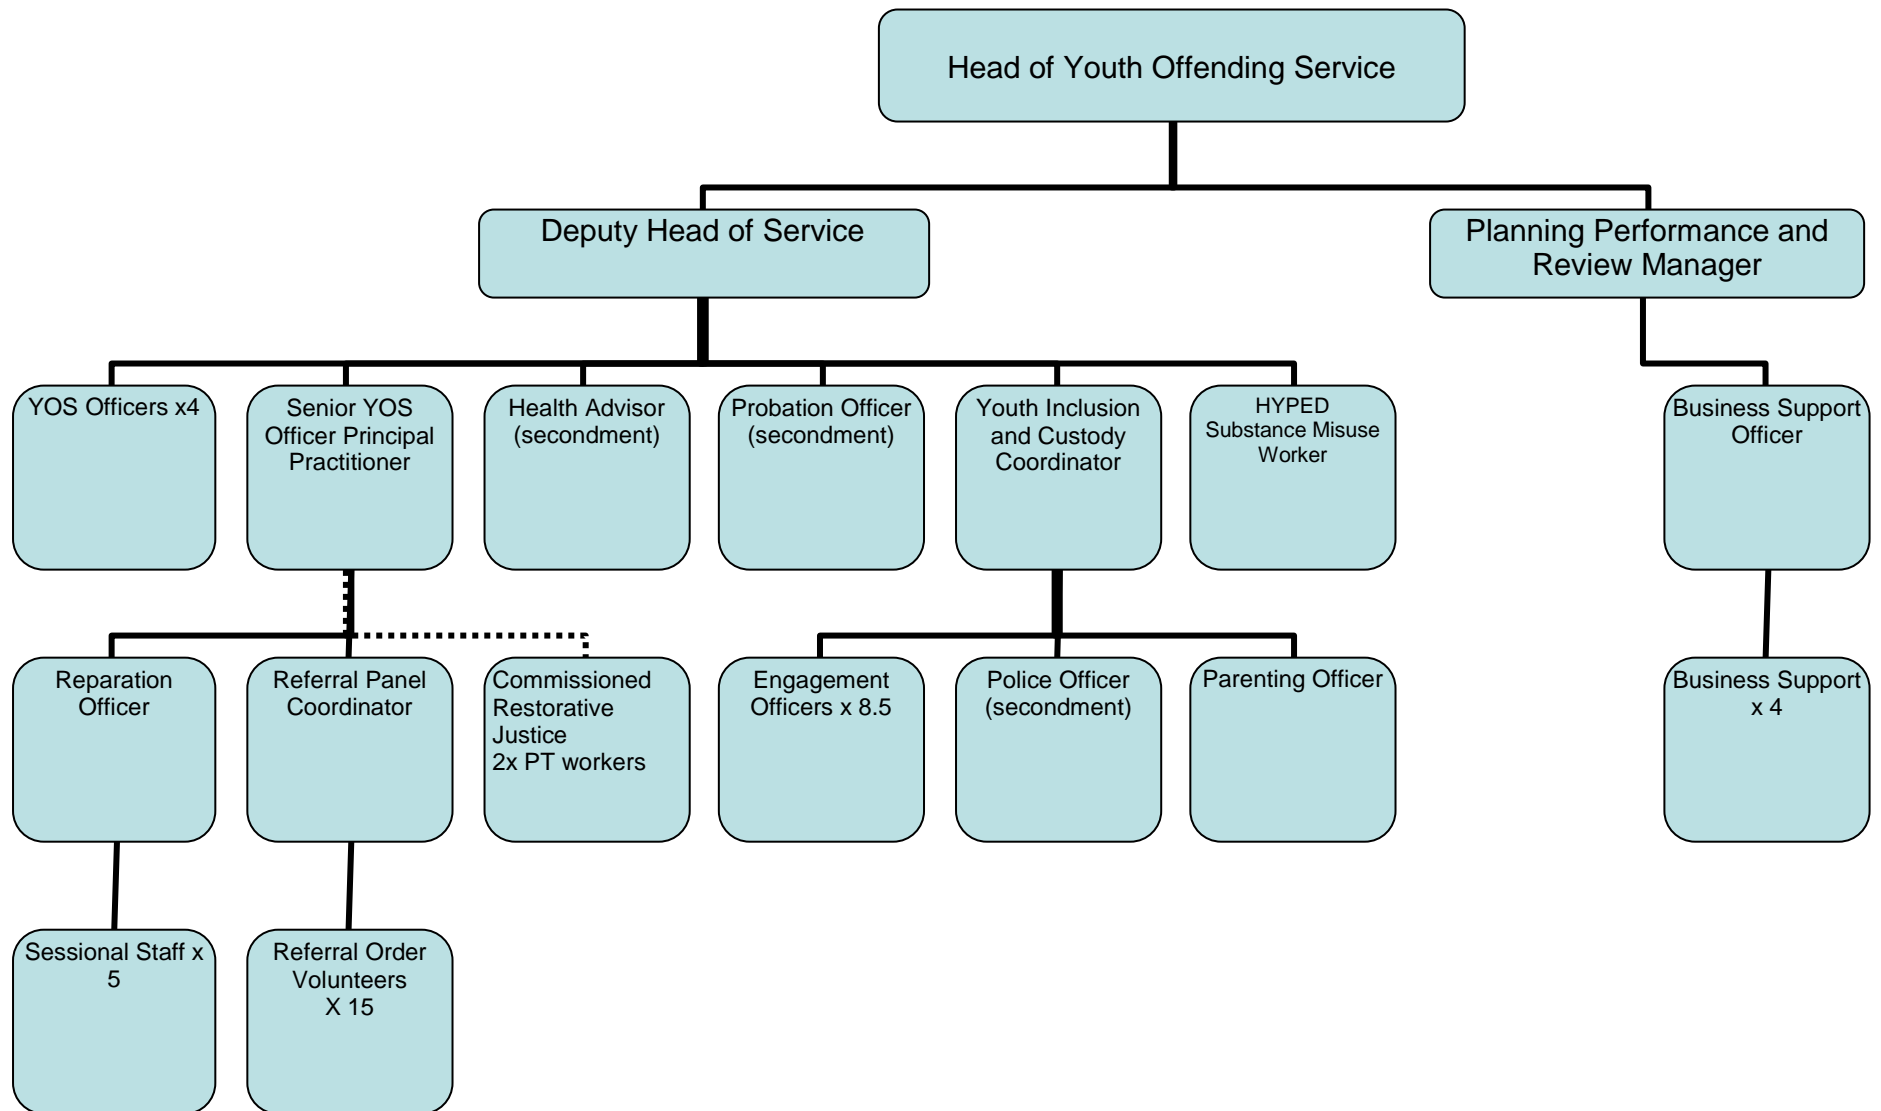 Head of Youth Offending Service
Deputy Head of Service
Planning Performance and
Review Manager
YOS Officers x4
Senior YOS
Officer Principal
Practitioner
Health Advisor
(secondment)
Probation Officer
(secondment)
Youth Inclusion
and Custody
Coordinator
HYPED
Substance Misuse
Worker
Business Support
Officer
Reparation
Officer
Referral Panel
Coordinator
Commissioned
Restorative
Justice
2x PT workers
Engagement
Officers x 8.5
Police Officer
(secondment)
Parenting Officer
Business Support
x 4
Sessional Staff x
5
Referral Order
Volunteers
X 15